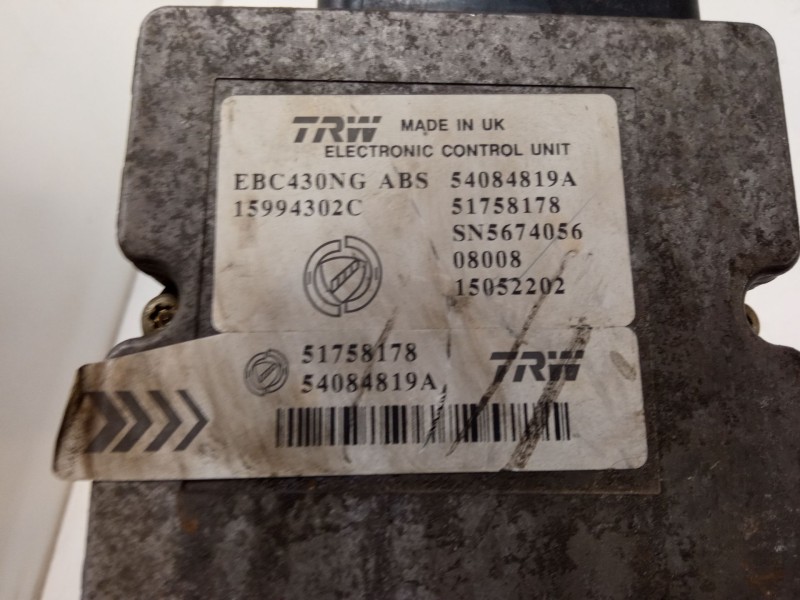 TRW MADE IN UK
ELECTRONIC CONTROL UNIT
EBC430NG ABS 54084819A
15994302C 51758178
SN5674056
08008
15052202
51758178 TRW
54084819A